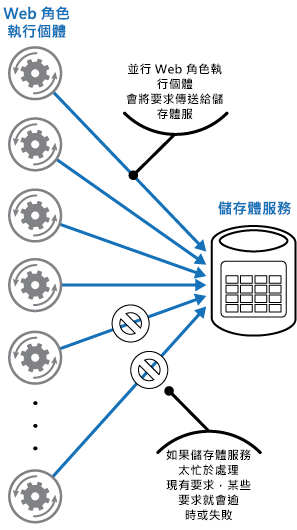 Web 角色
執行個體
並行 Web 角色執
行個體
會將要求傳送給儲
存體服
儲存體服務
如果儲存體服務
太忙於處理
現有要求，某些
要求就會逾
時或失敗